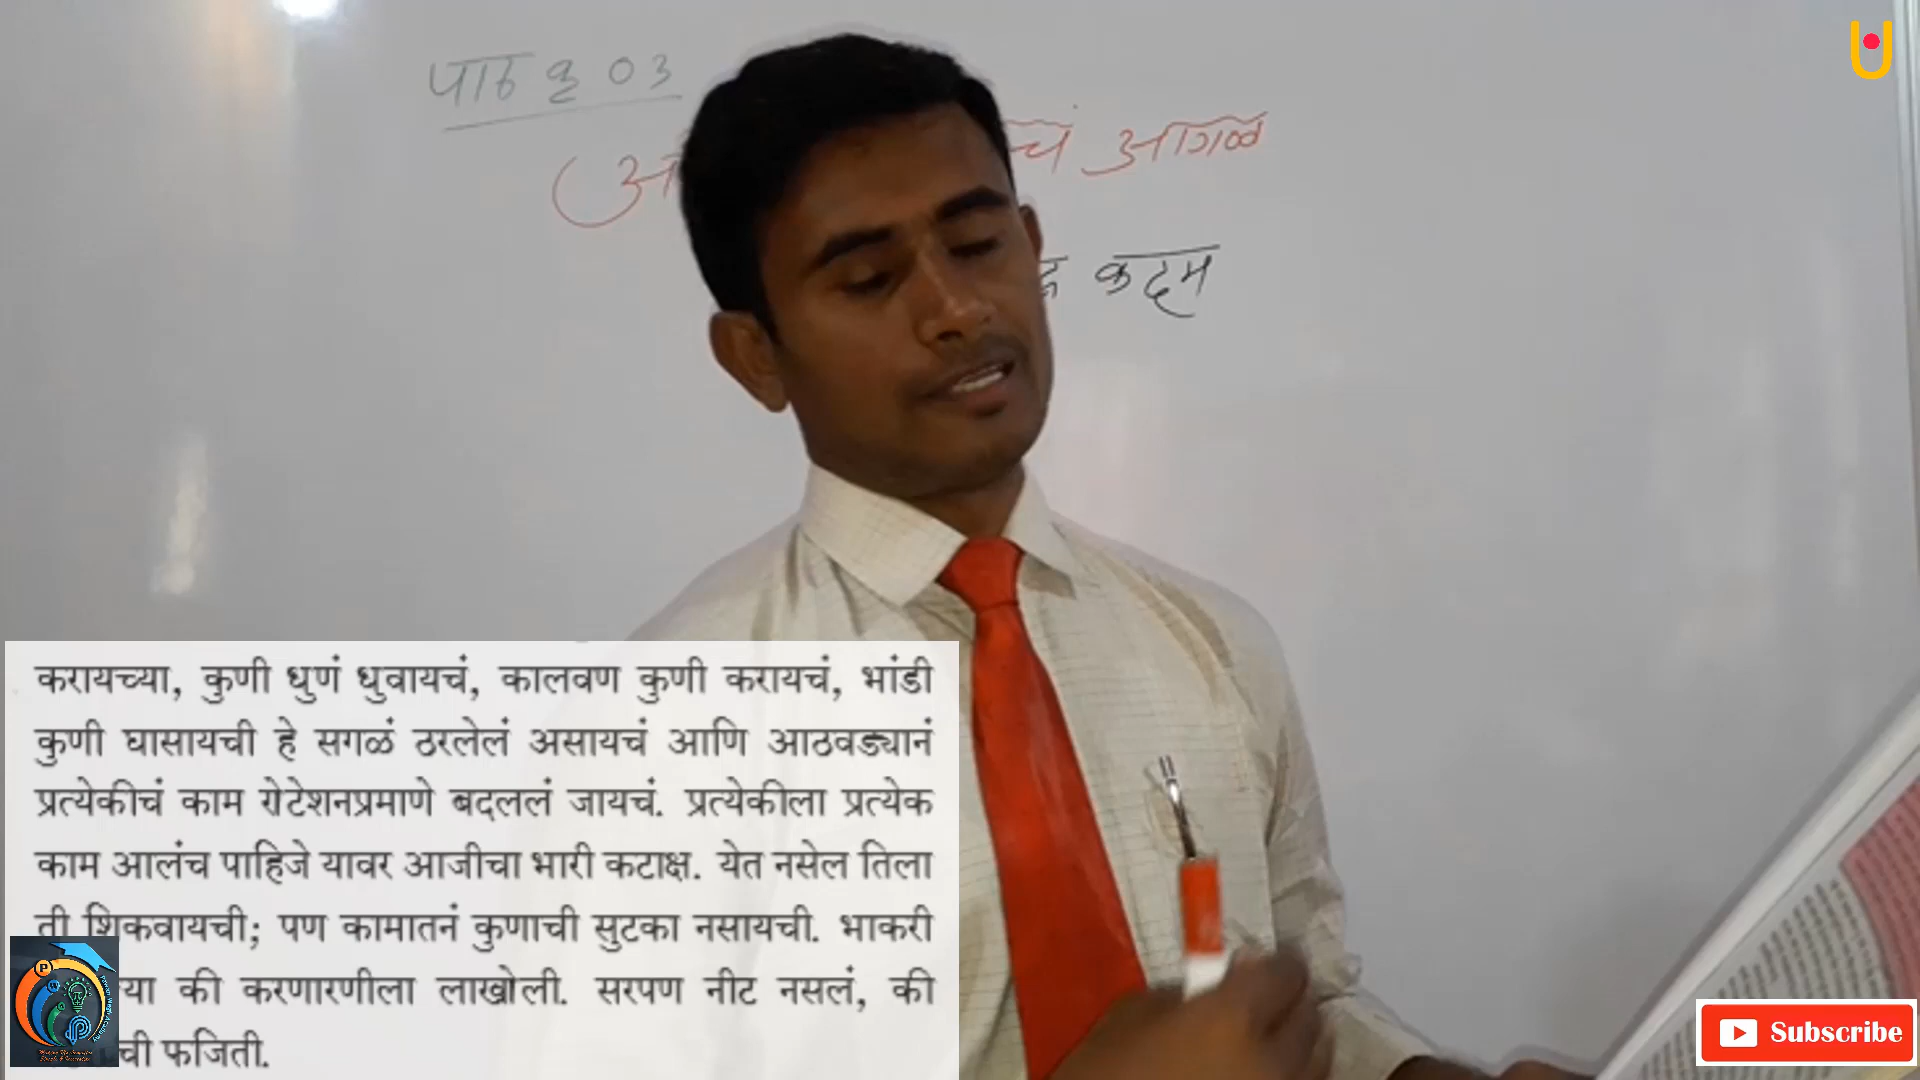 पाठ क्र 03
आगळ
कदम
करायच्या, कुणी धुणं धुवायचं, कालवण कुणी करायचं, भांडी
कुणी घासायची हे सगळं ठरलेलं असायचं आणि आठवड्यानं
प्रत्येकीचं काम रोटेशनप्रमाणे बदललं जायचं. प्रत्येकीला प्रत्येक
काम आलंच पाहिजे यावर आजीचा भारी कटाक्ष. येत नसेल तिला
ती शिकवायची; पण कामातनं कुणाची सुटका नसायची. भाकरी
की करणारणीला लाखोली. सरपण नीट नसलं, की
फजिती.
Subscribe